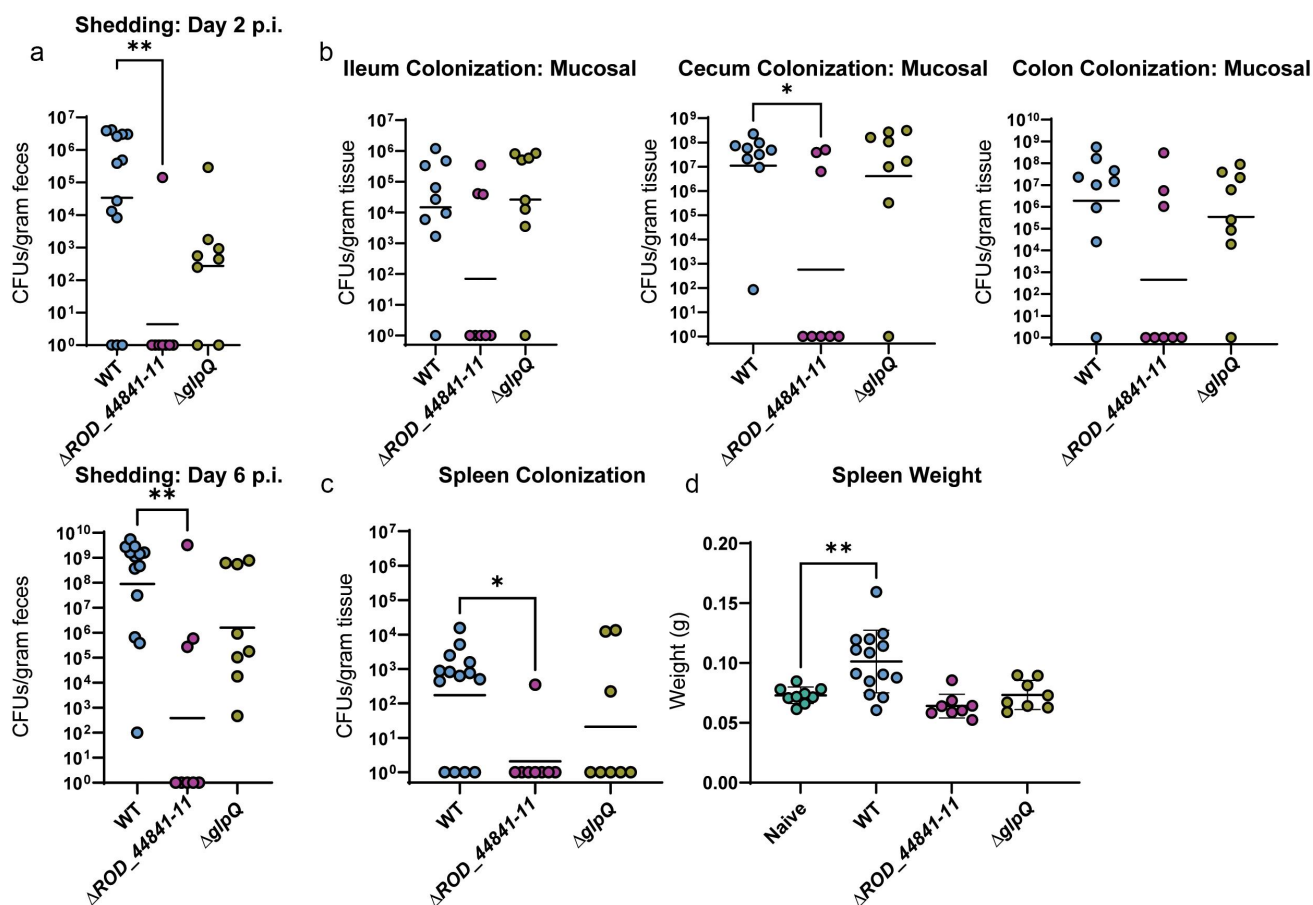 Shedding: Day 2 p.i.
a
**
CFUs/gram feces
10^7
10^6
10^5
10^4
10^3
10^2
10^1
10^0
WT
ΔROD_44841-11
ΔglpQ
b
Ileum Colonization: Mucosal
CFUs/gram tissue
10^7
10^6
10^5
10^4
10^3
10^2
10^1
10^0
WT
ΔROD_44841-11
ΔglpQ
Cecum Colonization: Mucosal
*
CFUs/gram tissue
10^9
10^8
10^7
10^6
10^5
10^4
10^3
10^2
10^1
10^0
WT
ΔROD_44841-11
ΔglpQ
Colon Colonization: Mucosal
CFUs/gram tissue
10^10
10^9
10^8
10^7
10^6
10^5
10^4
10^3
10^2
10^1
10^0
WT
ΔROD_44841-11
ΔglpQ
Shedding: Day 6 p.i.
**
CFUs/gram feces
10^10
10^9
10^8
10^7
10^6
10^5
10^4
10^3
10^2
10^1
10^0
WT
ΔROD_44841-11
ΔglpQ
c
Spleen Colonization
*
CFUs/gram tissue
10^7
10^6
10^5
10^4
10^3
10^2
10^1
10^0
WT
ΔROD_44841-11
ΔglpQ
d
Spleen Weight
**
Weight (g)
0.20
0.15
0.10
0.05
0.00
Naive
WT
ΔROD_44841-11
ΔglpQ